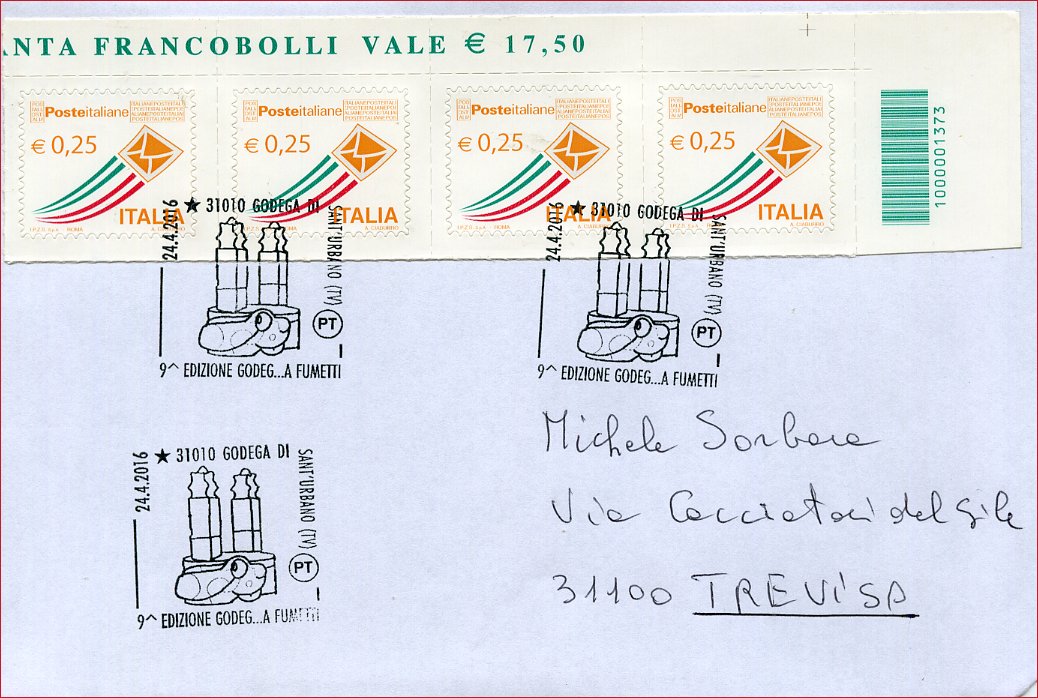 ANTA FRANCOBOLLI VALE € 17,50
Posteitaliane
€ 0,25
ITALIA
I.P.Z.S. S.p.A. ROMA
Posteitaliane
€ 0,25
ITALIA
Posteitaliane
€ 0,25
ITALIA
Posteitaliane
€ 0,25
ITALIA
1000001373
24.4.2016 ★ 31010 GODEGA DI SANT'URBANO (TV)
PT
9^ EDIZIONE GODEG...A FUMETTI
24.4.2016 ★ 31010 GODEGA DI SANT'URBANO (TV)
PT
9^ EDIZIONE GODEG...A FUMETTI
Michele Sorbara
Via Cacciatori del Sile
31100 TREVISO
24.4.2016 ★ 31010 GODEGA DI SANT'URBANO (TV)
PT
9^ EDIZIONE GODEG...A FUMETTI